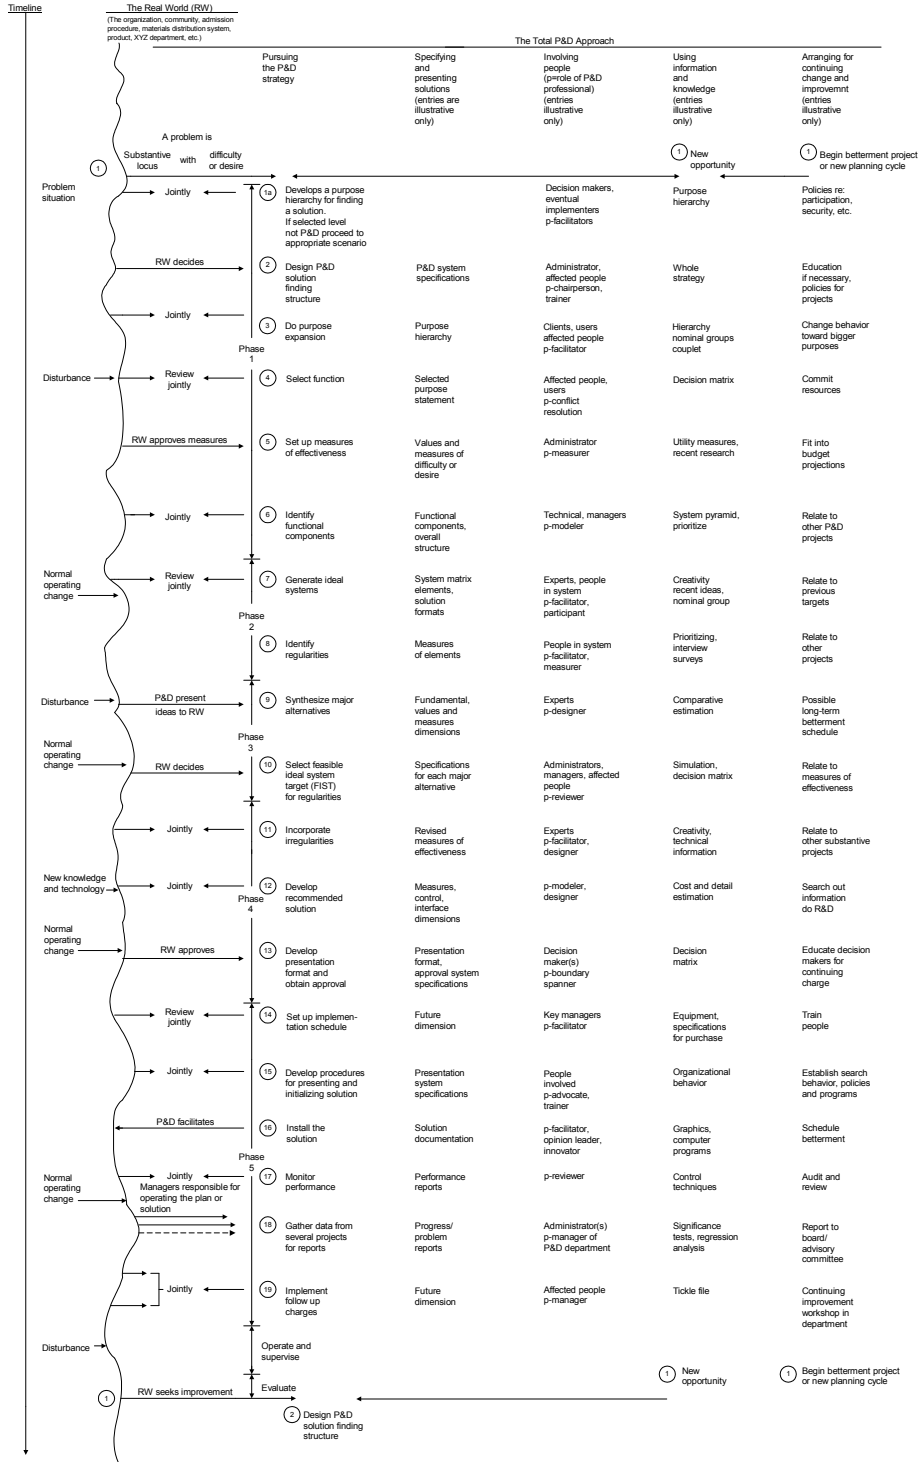 Timeline
The Real World (RW)
(The organization, community, admission
procedure, materials distribution system,
product, XYZ department, etc.)
The Total P&D Approach
Pursuing
the P&D
strategy
Specifying
and
presenting
solutions
(entries are
illustrative
only)
Involving
people
(p=role of P&D
professional)
(entries
illustrative
only)
Using
information
and
knowledge
(entries
illustrative
only)
Arranging for
continuing
change and
improvemnt
(entries
illustrative
only)
A problem is
1
Substantive
locus
with
difficulty
or desire
1 New
opportunity
1 Begin betterment project
or new planning cycle
Problem
situation
Jointly
1a Develops a purpose
hierarchy for finding
a solution.
If selected level
not P&D proceed to
appropriate scenario
Decision makers,
eventual
implementers
p-facilitators
Purpose
hierarchy
Policies re:
participation,
security, etc.
RW decides
2 Design P&D
solution
finding
structure
P&D system
specifications
Administrator,
affected people
p-chairperson,
trainer
Whole
strategy
Education
if necessary,
policies for
projects
Jointly
3 Do purpose
expansion
Purpose
hierarchy
Clients, users
affected people
p-facilitator
Hierarchy
nominal groups
couplet
Change behavior
toward bigger
purposes
Phase
1
Disturbance
Review
jointly
4 Select function
Selected
purpose
statement
Affected people,
users
p-conflict
resolution
Decision matrix
Commit
resources
RW approves measures
5 Set up measures
of effectiveness
Values and
measures of
difficulty or
desire
Administrator
p-measurer
Utility measures,
recent research
Fit into
budget
projections
Jointly
6 Identify
functional
components
Functional
components,
overall
structure
Technical, managers
p-modeler
System pyramid,
prioritize
Relate to
other P&D
projects
Normal
operating
change
Review
jointly
7 Generate ideal
systems
System matrix
elements,
solution
formats
Experts, people
in system
p-facilitator,
participant
Creativity
recent ideas,
nominal group
Relate to
previous
targets
Phase
2
8 Identify
regularities
Measures
of elements
People in system
p-facilitator,
measurer
Prioritizing,
interview
surveys
Relate to
other
projects
Disturbance
P&D present
ideas to RW
9 Synthesize major
alternatives
Fundamental,
values and
measures
dimensions
Experts
p-designer
Comparative
estimation
Possible
long-term
betterment
schedule
Phase
3
Normal
operating
change
RW decides
10 Select feasible
ideal system
target (FIST)
for regularities
Specifications
for each major
alternative
Administrators,
managers, affected
people
p-reviewer
Simulation,
decision matrix
Relate to
measures of
effectiveness
Jointly
11 Incorporate
irregularities
Revised
measures of
effectiveness
Experts
p-facilitator,
designer
Creativity,
technical
information
Relate to
other substantive
projects
New knowledge
and technology
Jointly
12 Develop
recommended
solution
Measures,
control,
interface
dimensions
p-modeler,
designer
Cost and detail
estimation
Search out
information
do R&D
Phase
4
Normal
operating
change
RW approves
13 Develop
presentation
format and
obtain approval
Presentation
format,
approval system
specifications
Decision
maker(s)
p-boundary
spanner
Decision
matrix
Educate decision
makers for
continuing
charge
Review
jointly
14 Set up implemen-
tation schedule
Future
dimension
Key managers
p-facilitator
Equipment,
specifications
for purchase
Train
people
Jointly
15 Develop procedures
for presenting and
initializing solution
Presentation
system
specifications
People
involved
p-advocate,
trainer
Organizational
behavior
Establish search
behavior, policies
and programs
P&D facilitates
16 Install the
solution
Solution
documentation
p-facilitator,
opinion leader,
innovator
Graphics,
computer
programs
Schedule
betterment
Phase
5
Normal
operating
change
Jointly
Managers responsible for
operating the plan or
solution
17 Monitor
performance
Performance
reports
p-reviewer
Control
techniques
Audit and
review
18 Gather data from
several projects
for reports
Progress/
problem
reports
Administrator(s)
p-manager of
P&D department
Significance
tests, regression
analysis
Report to
board/
advisory
committee
Jointly
19 Implement
follow up
charges
Future
dimension
Affected people
p-manager
Tickle file
Continuing
improvement
workshop in
department
Disturbance
Operate and
supervise
1 New
opportunity
1 Begin betterment project
or new planning cycle
1
RW seeks improvement
Evaluate
2 Design P&D
solution finding
structure